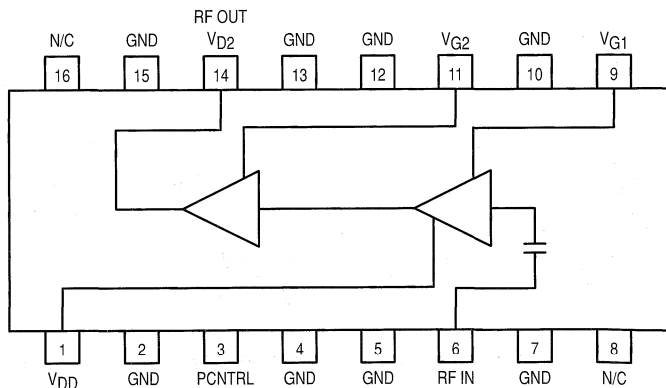 RF OUT
N/C GND VD2 GND GND VG2 GND VG1
16 15 14 13 12 11 10 9
1 2 3 4 5 6 7 8
VDD GND PCNTRL GND GND RF IN GND N/C